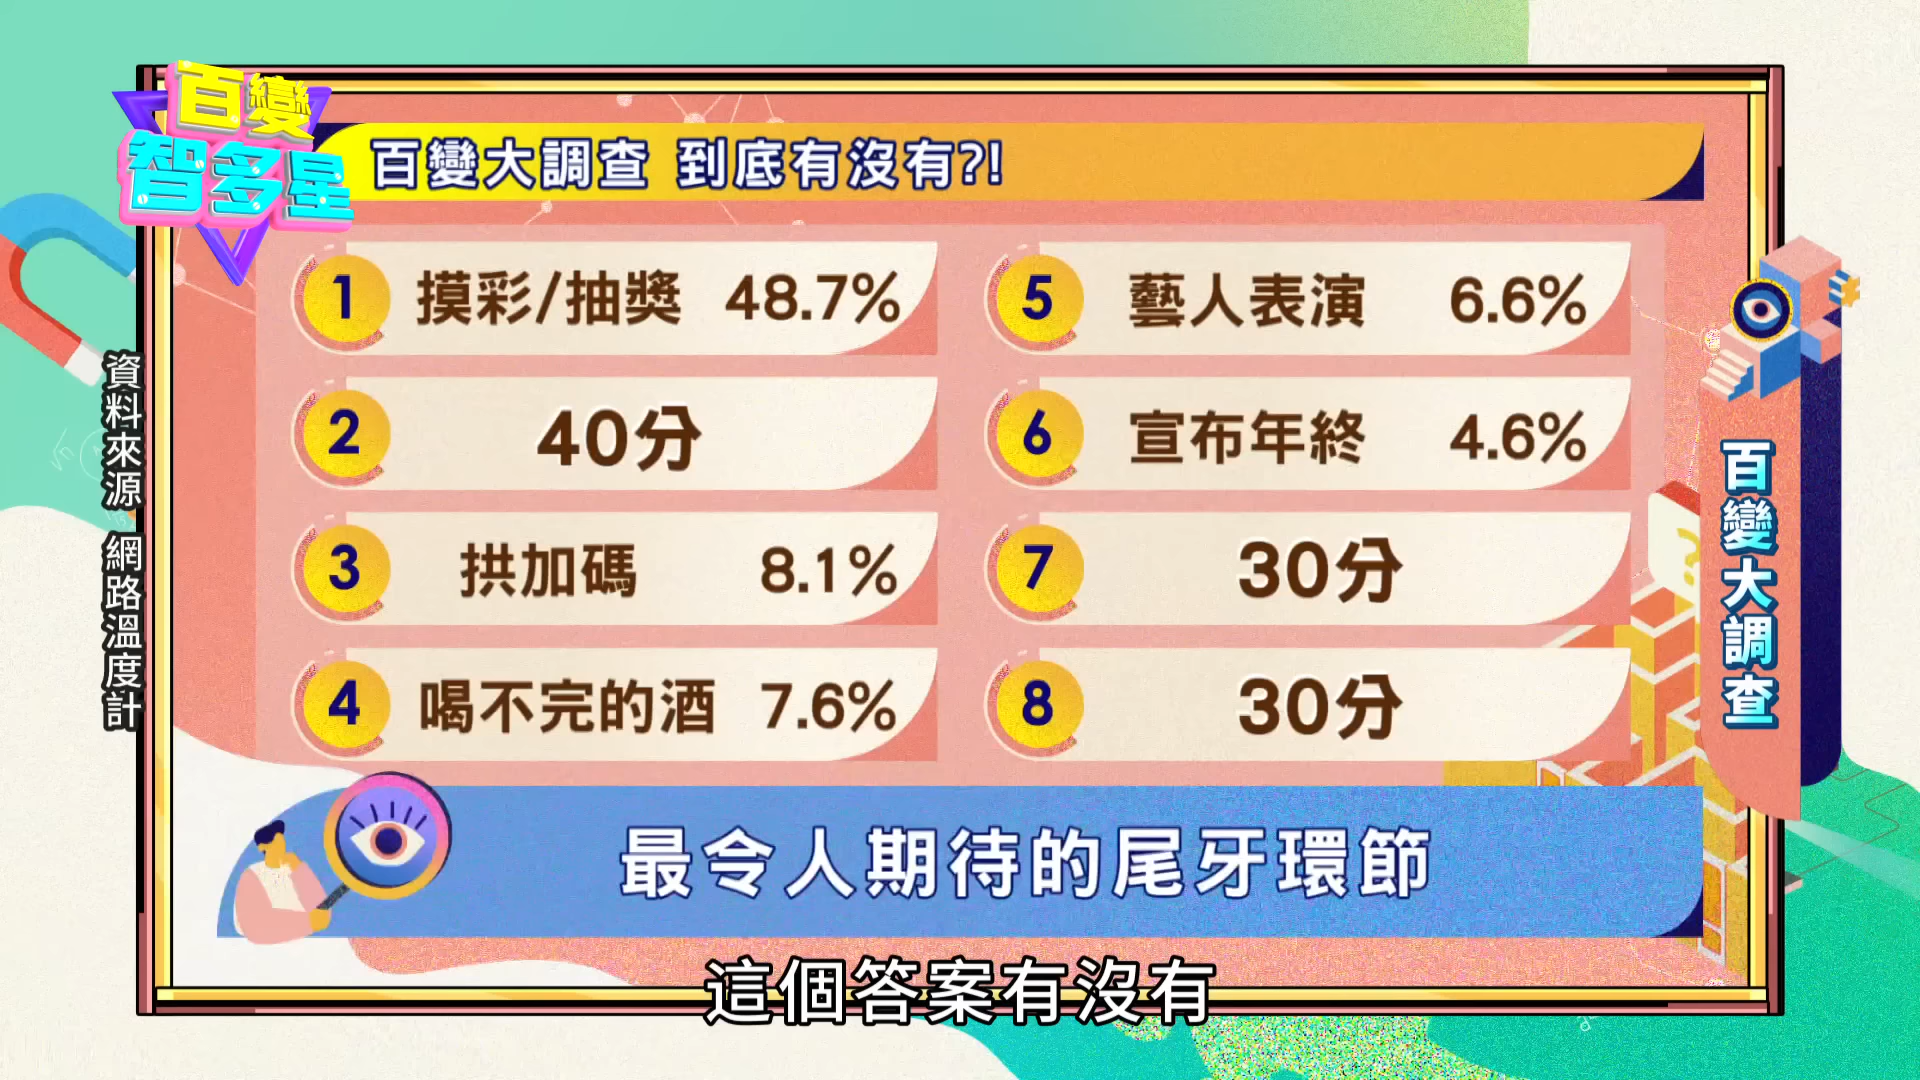 百變
智多星
百變大調查 到底有沒有?!
1 摸彩/抽獎 48.7%
2 40分
3 拱加碼 8.1%
4 喝不完的酒 7.6%
5 藝人表演 6.6%
6 宣布年終 4.6%
7 30分
8 30分
最令人期待的尾牙環節
資料來源 網路溫度計
百變大調查
這個答案有沒有